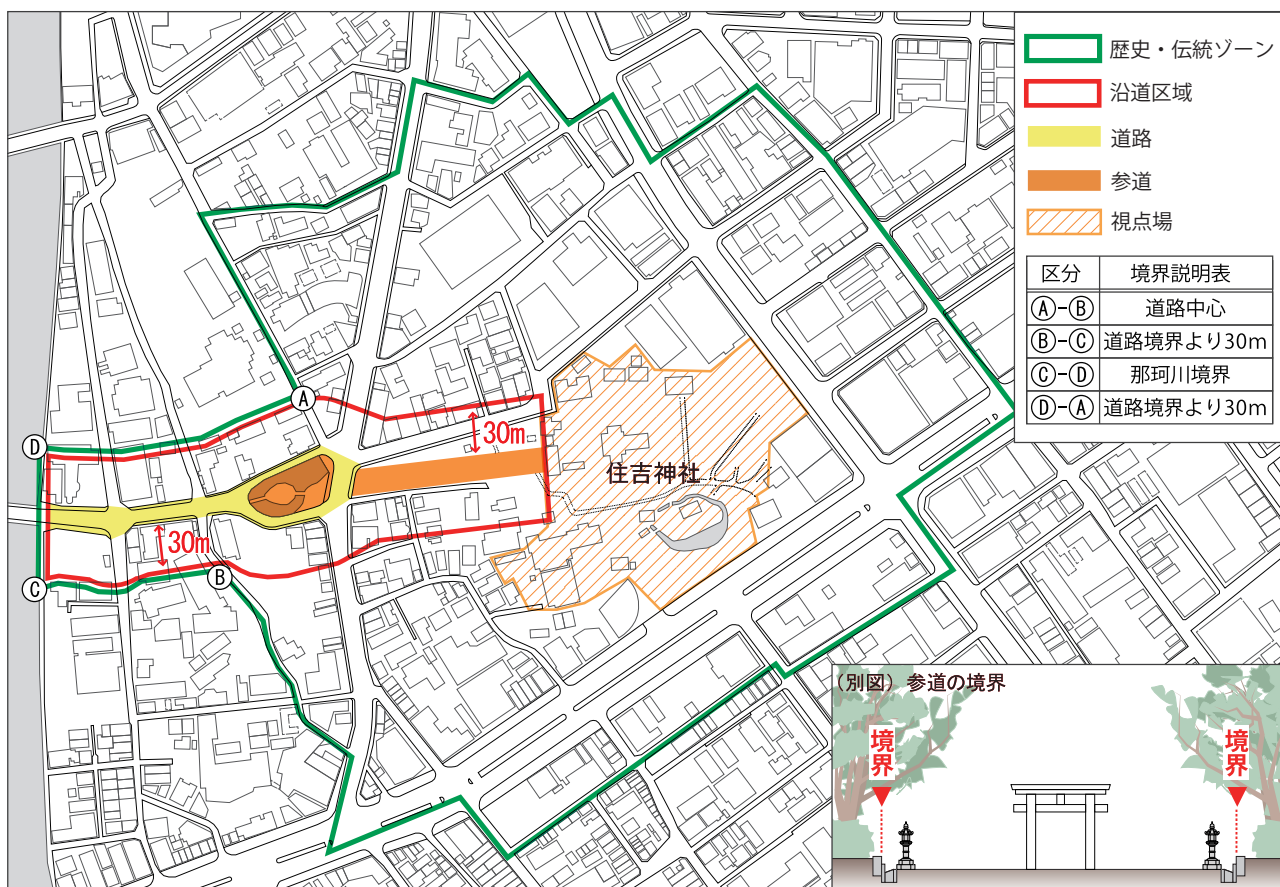 歴史・伝統ゾーン
沿道区域
道路
参道
視点場
区分 境界説明表
Ⓐ-Ⓑ 道路中心
Ⓑ-Ⓒ 道路境界より30m
Ⓒ-Ⓓ 那珂川境界
Ⓓ-Ⓐ 道路境界より30m
A
D
30m
住吉神社
30m
B
C
(別図)参道の境界
境界
境界